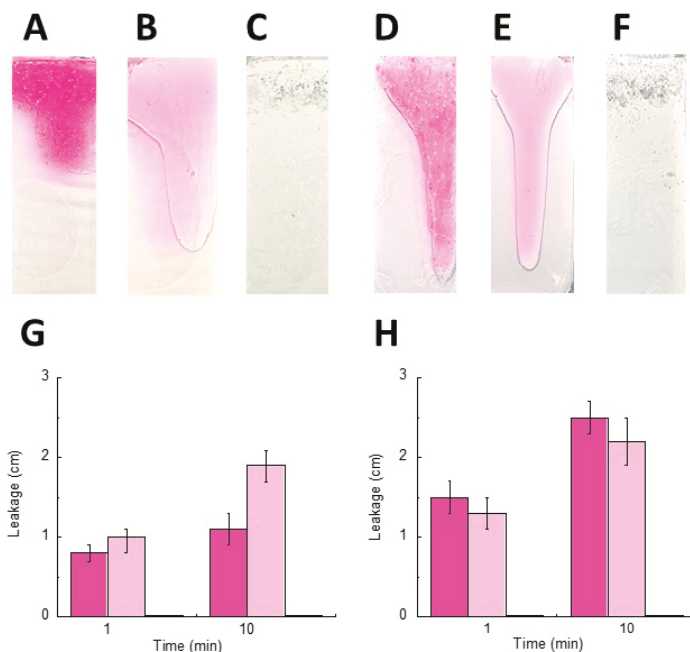 A B C D E F
G H
3 3
2 2
1 1
0 0
Leakage (cm) Leakage (cm)
1 10 1 10
Time (min) Time (min)